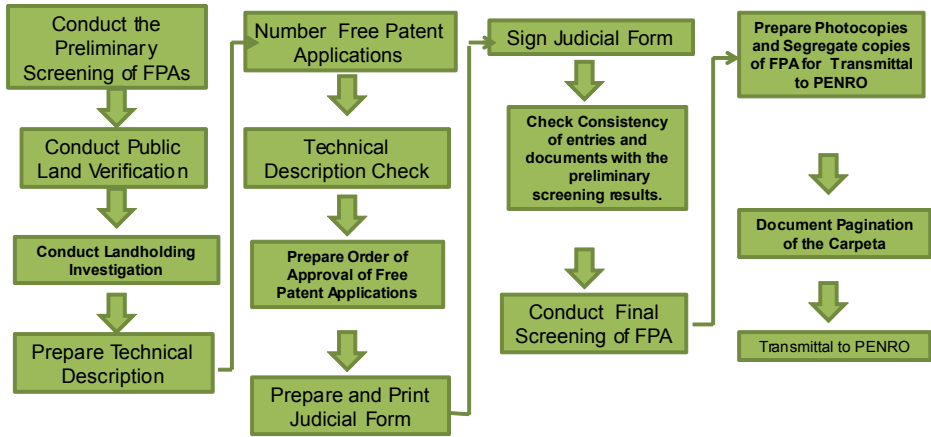 Conduct the
Preliminary
Screening of FPAs
Conduct Public
Land Verification
Conduct Landholding
Investigation
Prepare Technical
Description
Number Free Patent
Applications
Technical
Description Check
Prepare Order of
Approval of Free
Patent Applications
Prepare and Print
Judicial Form
Sign Judicial Form
Check Consistency
of entries and
documents with the
preliminary
screening results.
Conduct Final
Screening of FPA
Prepare Photocopies
and Segregate copies
of FPA for Transmittal
to PENRO
Document Pagination
of the Carpeta
Transmittal to PENRO